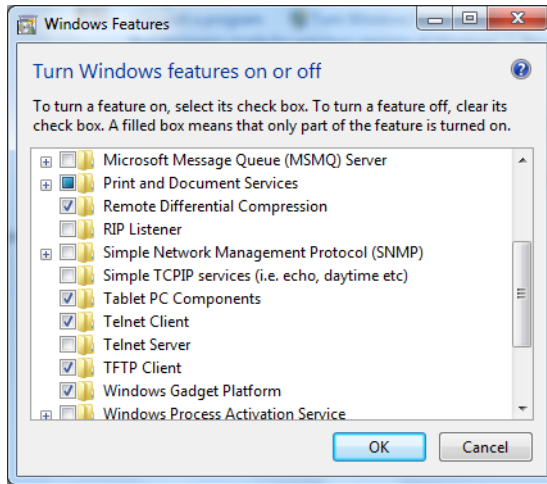 Windows Features
Turn Windows features on or off
To turn a feature on, select its check box. To turn a feature off, clear its
check box. A filled box means that only part of the feature is turned on.
Microsoft Message Queue (MSMQ) Server
Print and Document Services
Remote Differential Compression
RIP Listener
Simple Network Management Protocol (SNMP)
Simple TCPIP services (i.e. echo, daytime etc)
Tablet PC Components
Telnet Client
Telnet Server
TFTP Client
Windows Gadget Platform
Windows Process Activation Service
OK Cancel